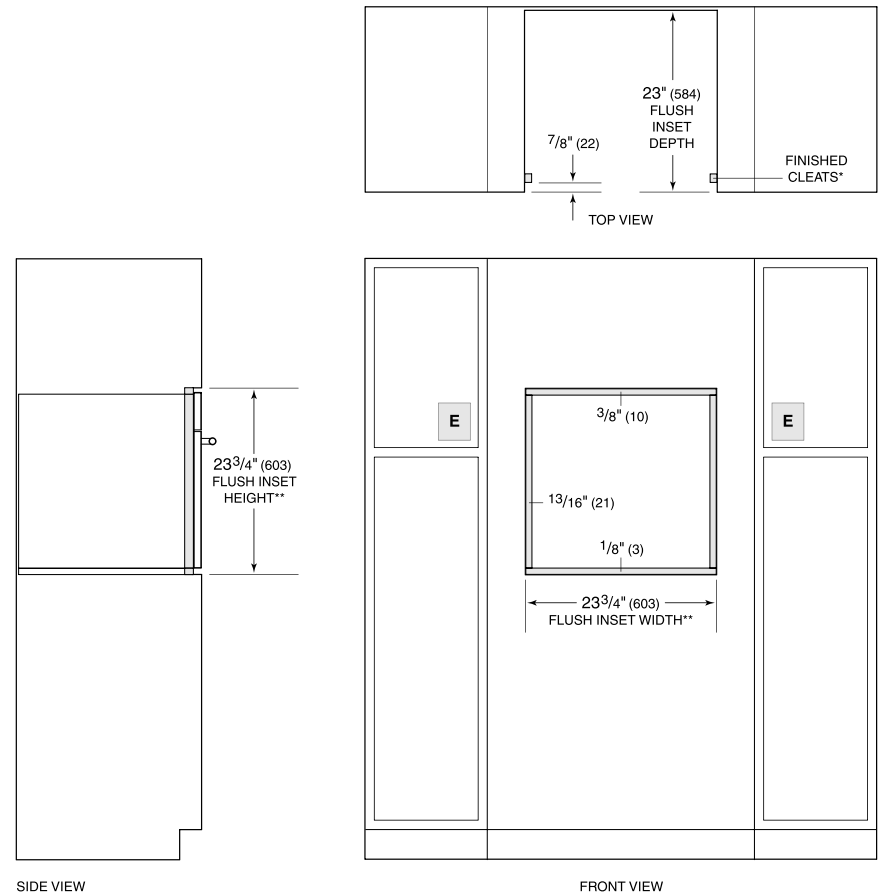 23" (584)
FLUSH
INSET
DEPTH
7/8" (22)
FINISHED
CLEATS*
TOP VIEW
E
E
3/8" (10)
23 3/4" (603)
FLUSH INSET
HEIGHT**
13/16" (21)
1/8" (3)
23 3/4" (603)
FLUSH INSET WIDTH**
SIDE VIEW
FRONT VIEW